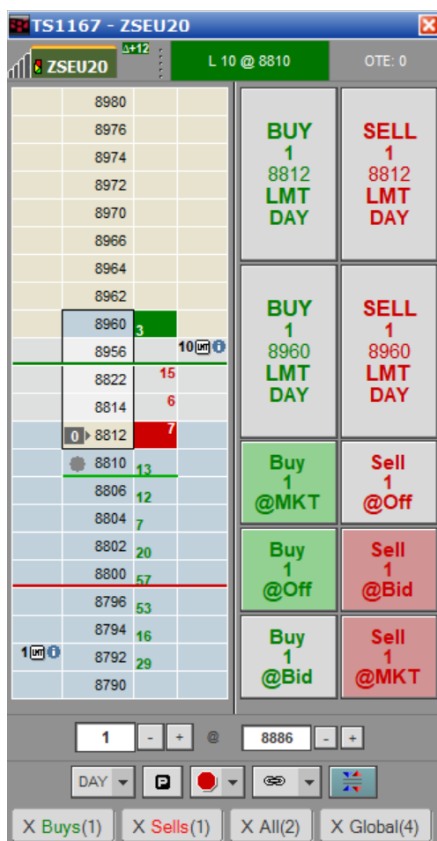 TS1167 - ZSEU20
ZSEU20
Δ+12
L 10 @ 8810
OTE: 0
8980
8976
8974
8972
8970
8966
8964
8962
8960 3
8956 10 LMT i
8822 15
8814 6
0 8812 7
8810 13
8806 12
8804 7
8802 20
8800 57
8796 53
8794 16
1 LMT i 8792 29
8790
BUY
1
8812
LMT
DAY
SELL
1
8812
LMT
DAY
BUY
1
8960
LMT
DAY
SELL
1
8960
LMT
DAY
Buy
1
@MKT
Sell
1
@Off
Buy
1
@Off
Sell
1
@Bid
Buy
1
@Bid
Sell
1
@MKT
1 - + @ 8886 - +
DAY P
X Buys(1) X Sells(1) X All(2) X Global(4)